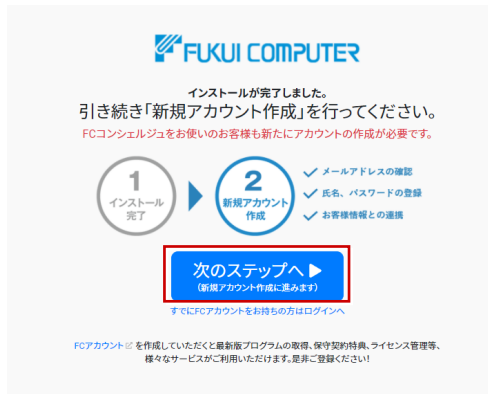 FUKUI COMPUTER
インストールが完了しました。
引き続き「新規アカウント作成」を行ってください。
FCコンシェルジュをお使いのお客様も新たにアカウントの作成が必要です。
1
インストール
完了
2
新規アカウント
作成
メールアドレスの確認
氏名、パスワードの登録
お客様情報との連携
次のステップへ ▶
(新規アカウント作成に進みます)
すでにFCアカウントをお持ちの方はログインへ
FCアカウント を作成していただくと最新版プログラムの取得、保守契約特典、ライセンス管理等、
様々なサービスがご利用いただけます。是非ご登録ください!